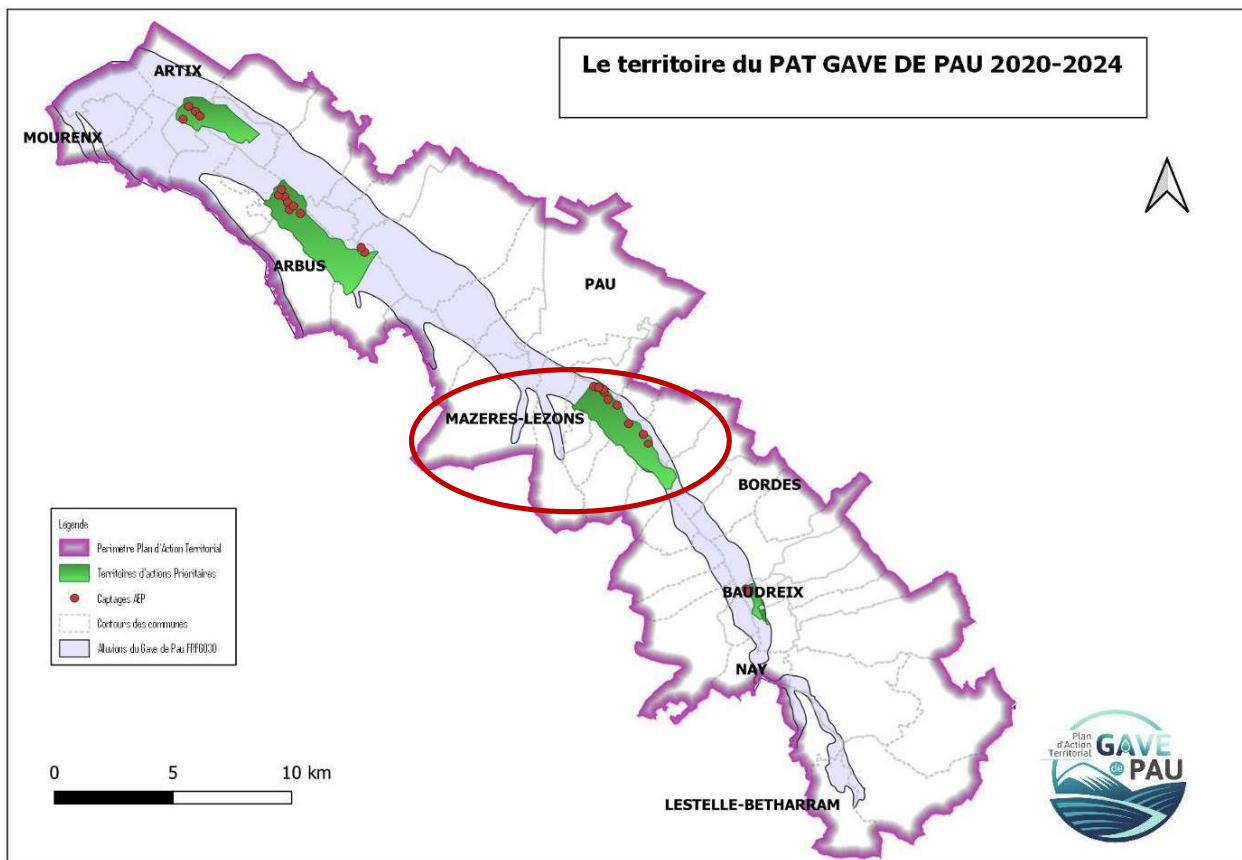 Le territoire du PAT GAVE DE PAU 2020-2024
ARTIX
MOURENX
ARBUS
PAU
MAZERES-LEZONS
BORDES
BAUDREIX
NAY
LESTELLE-BETHARRAM
Légende
Perimètre Plan d'Action Territorial
Territoires d'actions Prioritaires
Captages AEP
Contours des communes
Alluvions du Gave de Pau FRFG030
0 5 10 km
Plan
d'Action
Territorial
GAVE
de PAU